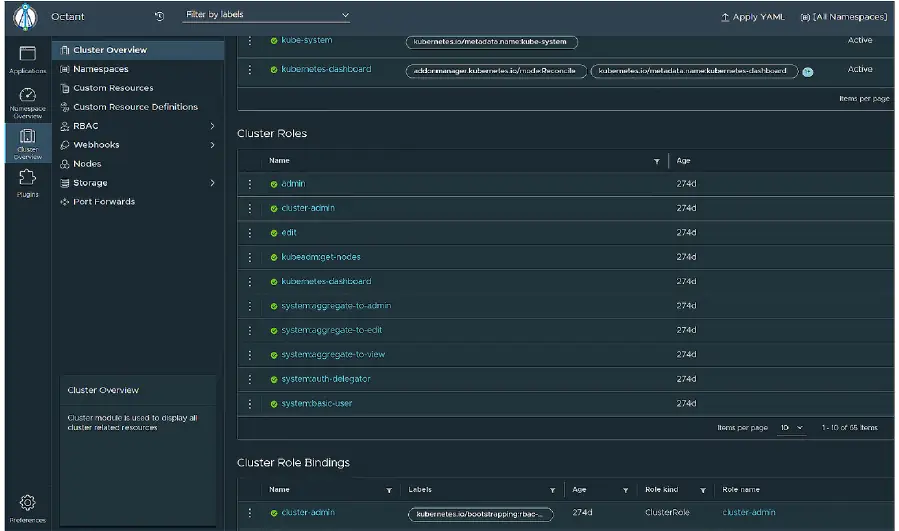 Octant
Filter by labels
Apply YAML
[All Namespaces]
Applications
Namespace
Overview
Cluster
Overview
Plugins
Preferences
Cluster Overview
Namespaces
Custom Resources
Custom Resource Definitions
RBAC
Webhooks
Nodes
Storage
Port Forwards
Cluster Overview
Cluster module is used to display all
cluster related resources
kube-system kubernetes.io/metadata.name:kube-system Active
kubernetes-dashboard addonmanager.kubernetes.io/mode:Reconcile kubernetes.io/metadata.name:kubernetes-dashboard Active
Items per page
Cluster Roles
Name Age
admin 274d
cluster-admin 274d
edit 274d
kubeadm:get-nodes 274d
kubernetes-dashboard 274d
system:aggregate-to-admin 274d
system:aggregate-to-edit 274d
system:aggregate-to-view 274d
system:auth-delegator 274d
system:basic-user 274d
Items per page 10 1 - 10 of 65 items
Cluster Role Bindings
Name Labels Age Role kind Role name
cluster-admin kubernetes.io/bootstrapping:rbac-... 274d ClusterRole cluster-admin